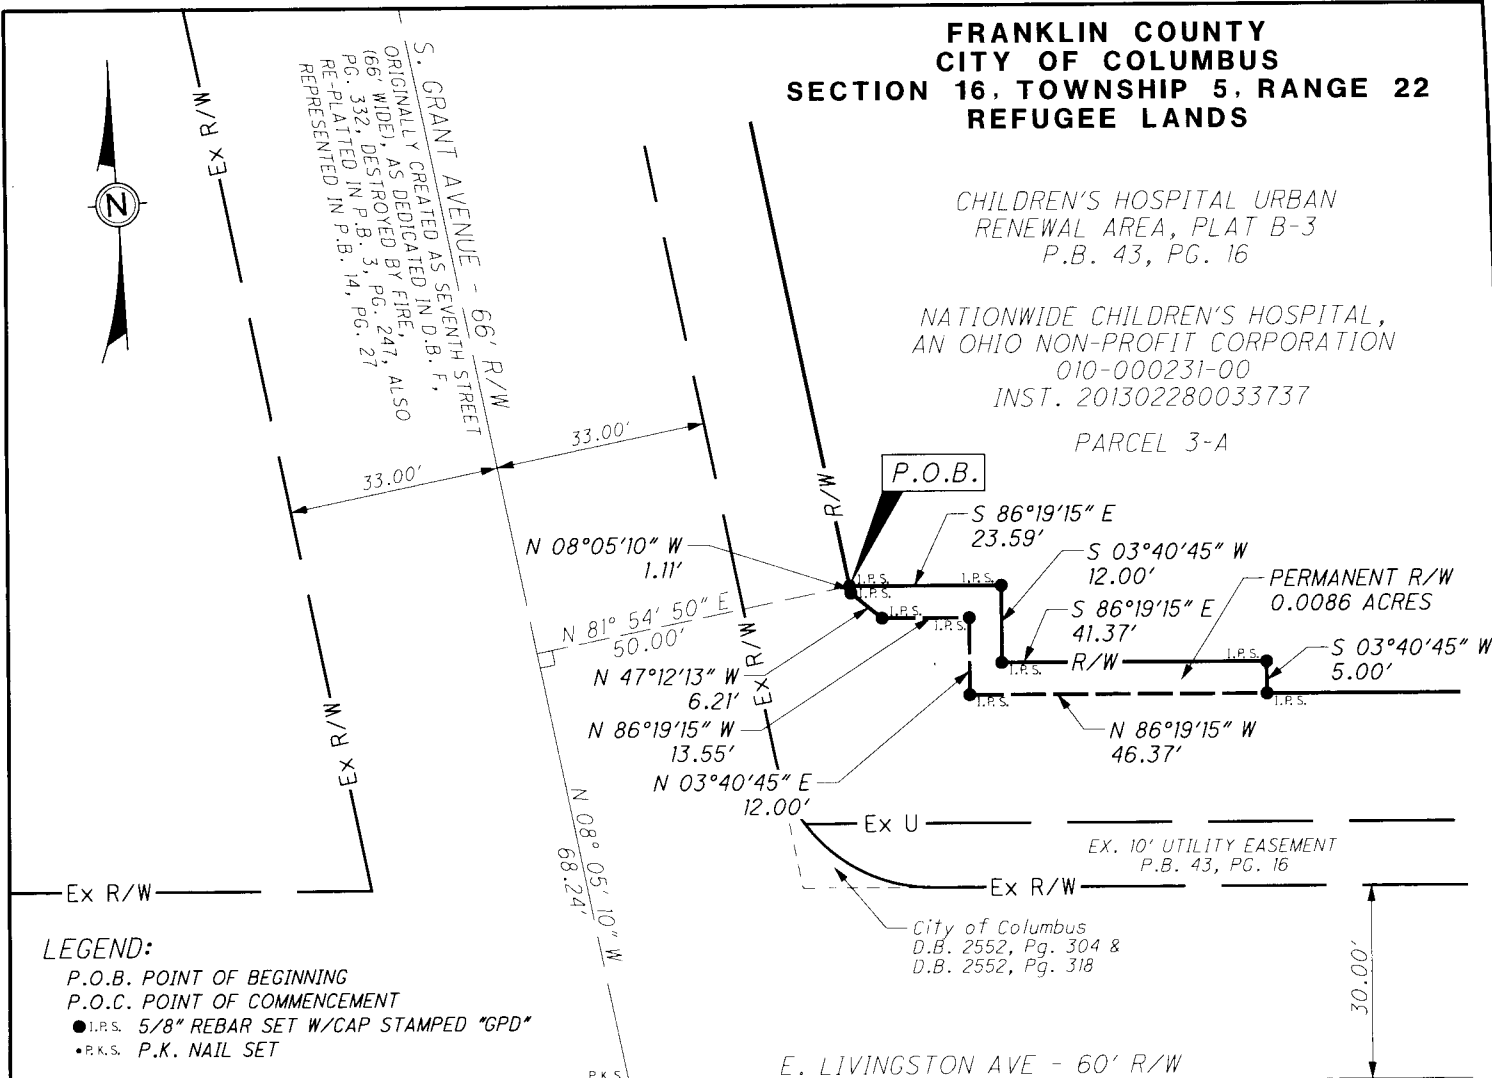 FRANKLIN COUNTY
CITY OF COLUMBUS
SECTION 16, TOWNSHIP 5, RANGE 22
REFUGEE LANDS
CHILDREN'S HOSPITAL URBAN
RENEWAL AREA, PLAT B-3
P.B. 43, PG. 16
NATIONWIDE CHILDREN'S HOSPITAL,
AN OHIO NON-PROFIT CORPORATION
010-000231-00
INST. 201302280033737
PARCEL 3-A
S. GRANT AVENUE - 66' R/W
ORIGINALLY CREATED AS SEVENTH STREET
(66' WIDE), AS DEDICATED IN D.B. F,
PG. 332, DESTROYED BY FIRE,
RE-PLATTED IN P.B. 3, PG. 247, ALSO
REPRESENTED IN P.B. 14, PG. 27
Ex R/W
N
33.00'
33.00'
R/W
P.O.B.
S 86°19'15" E
23.59'
N 08°05'10" W
1.11'
S 03°40'45" W
12.00'
PERMANENT R/W
0.0086 ACRES
I.P.S.
I.P.S.
I.P.S.
I.P.S.
I.P.S.
S 86°19'15" E
41.37'
N 81° 54' 50" E
50.00'
S 03°40'45" W
5.00'
I.P.S.
R/W
I.P.S.
I.P.S.
I.P.S.
N 47°12'13" W
6.21'
Ex R/W
N 86°19'15" W
13.55'
N 86°19'15" W
46.37'
Ex R/W
N 03°40'45" E
12.00'
N 08° 05' 10" W
68.24'
Ex U
EX. 10' UTILITY EASEMENT
P.B. 43, PG. 16
Ex R/W
Ex R/W
City of Columbus
D.B. 2552, Pg. 304 &
D.B. 2552, Pg. 318
30.00'
LEGEND:
P.O.B. POINT OF BEGINNING
P.O.C. POINT OF COMMENCEMENT
I.P.S. 5/8" REBAR SET W/CAP STAMPED "GPD"
P.K.S. P.K. NAIL SET
P.K.S.
E. LIVINGSTON AVE - 60' R/W